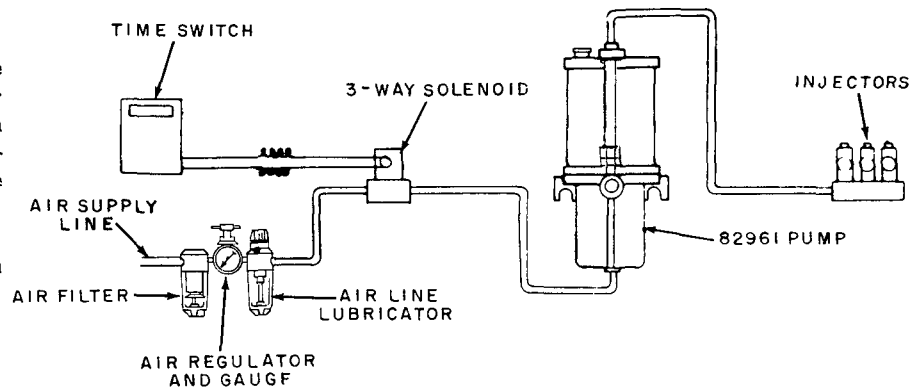 TIME SWITCH
3-WAY SOLENOID
INJECTORS
AIR SUPPLY
LINE
82961 PUMP
AIR FILTER
AIR LINE
LUBRICATOR
AIR REGULATOR
AND GAUGE